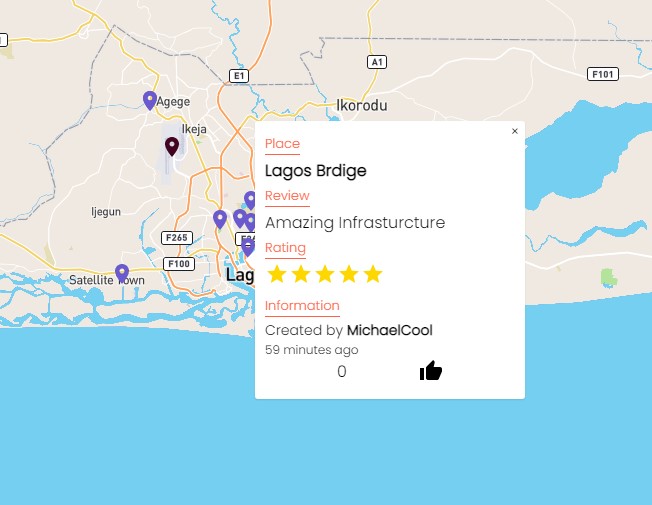 E1
A1
F101
Agege
Ikorodu
Ikeja
×
Place
Lagos Brdige
Review
Ijegun
Amazing Infrasturcture
F265
Rating
F100
Lag
Satellite Town
Information
Created by MichaelCool
59 minutes ago
0